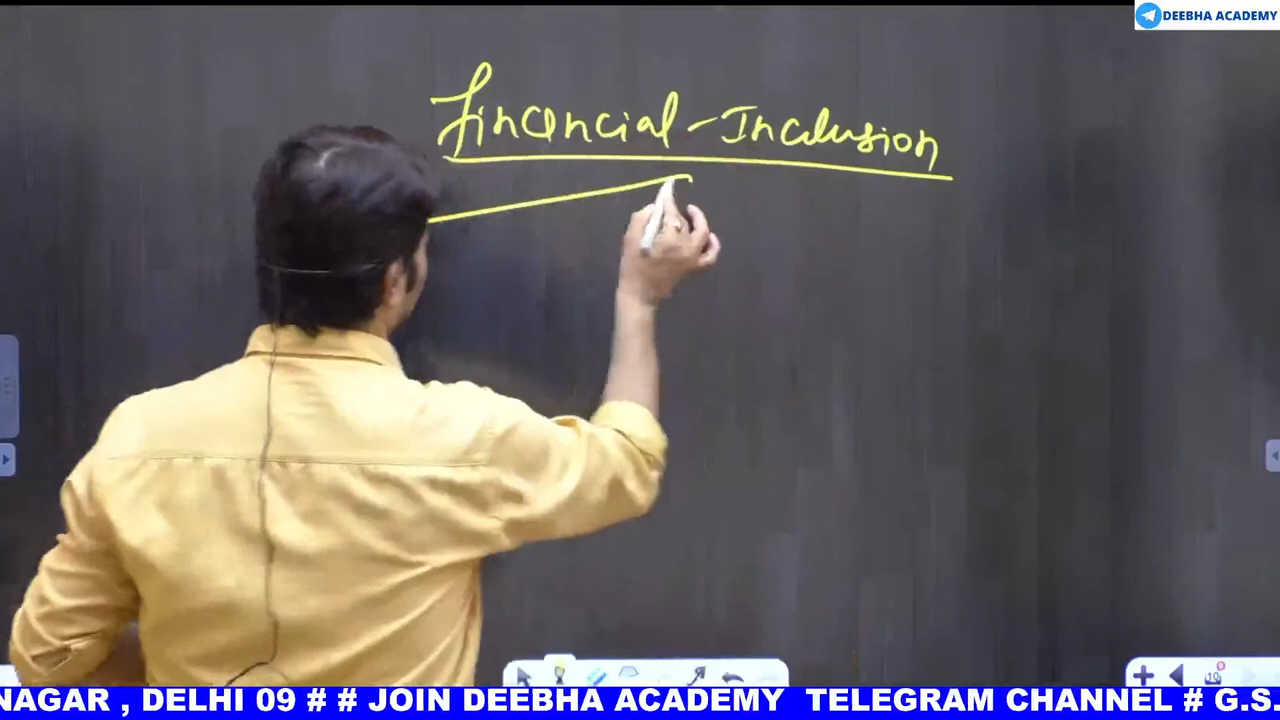 DEEBHA ACADEMY
Financial-Inclusion
NAGAR , DELHI 09 # # JOIN DEEBHA ACADEMY TELEGRAM CHANNEL # G.S.